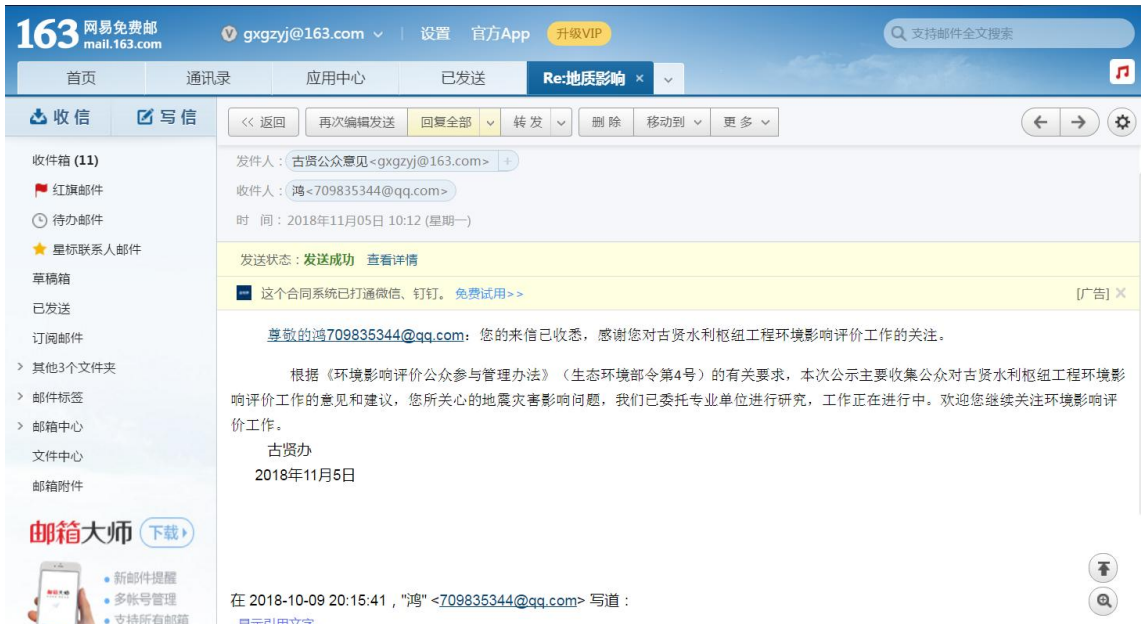 163 网易免费邮
mail.163.com
gxgzyj@163.com 设置 官方App 升级VIP
支持邮件全文搜索
首页 通讯录 应用中心 已发送 Re:地质影响 ×
收信 写信
<< 返回 再次编辑发送 回复全部 转发 删除 移动到 更多
收件箱 (11)
红旗邮件
待办邮件
星标联系人邮件
草稿箱
已发送
订阅邮件
其他3个文件夹
邮件标签
邮箱中心
文件中心
邮箱附件
邮箱大师 下载
新邮件提醒
多帐号管理
支持所有邮箱
发件人：古贤公众意见<gxgzyj@163.com> +
收件人：鸿<709835344@qq.com>
时 间：2018年11月05日 10:12 (星期一)
发送状态：发送成功 查看详情
这个合同系统已打通微信、钉钉。 免费试用>> [广告] ×
尊敬的鸿709835344@qq.com：您的来信已收悉，感谢您对古贤水利枢纽工程环境影响评价工作的关注。
根据《环境影响评价公众参与管理办法》（生态环境部令第4号）的有关要求，本次公示主要收集公众对古贤水利枢纽工程环境影
响评价工作的意见和建议，您所关心的地震灾害影响问题，我们已委托专业单位进行研究，工作正在进行中。欢迎您继续关注环境影响评
价工作。
古贤办
2018年11月5日
在 2018-10-09 20:15:41，"鸿" <709835344@qq.com> 写道：
显示引用文字